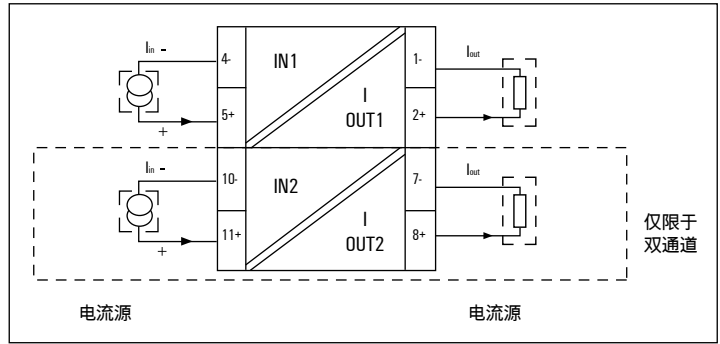 Iin -
4-
IN1
1-
Iout
5+
I
OUT1
2+
+
Iin -
10-
IN2
7-
Iout
11+
I
OUT2
8+
+
仅限于
双通道
电流源
电流源